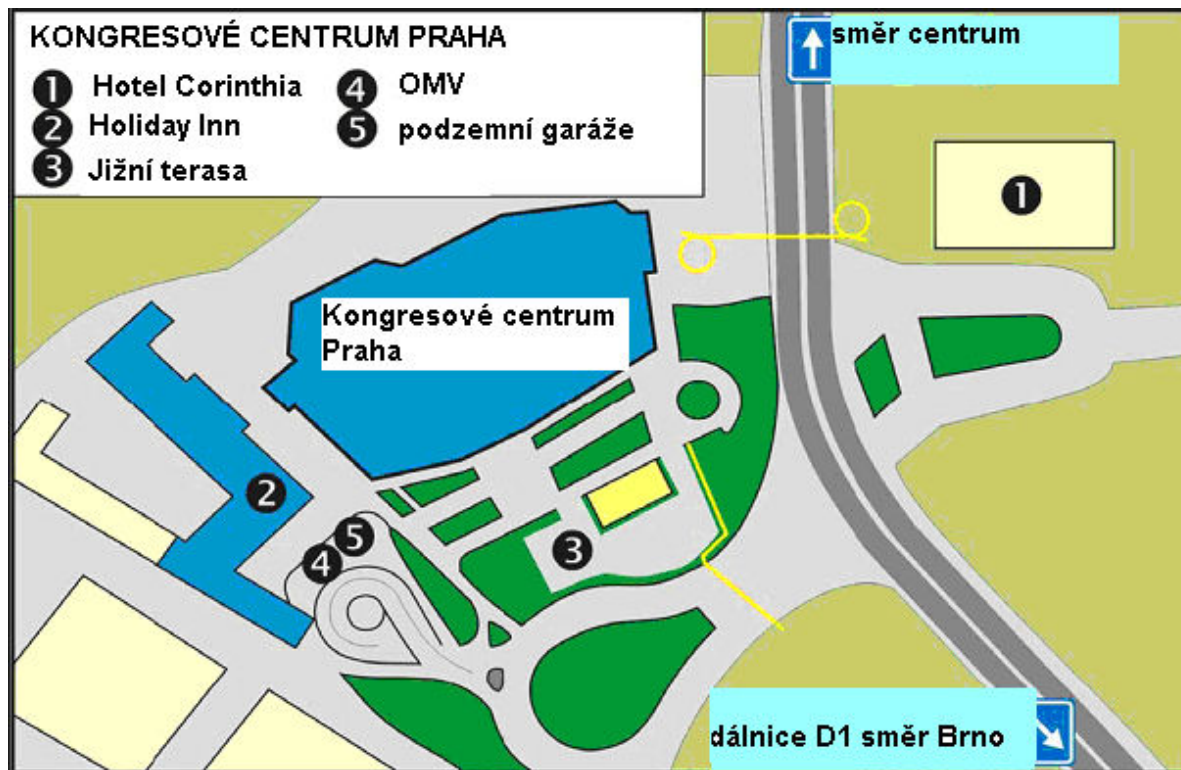 KONGRESOVÉ CENTRUM PRAHA
1 Hotel Corinthia
2 Holiday Inn
3 Jižní terasa
4 OMV
5 podzemní garáže
směr centrum
1
Kongresové centrum
Praha
2
5
4
3
dálnice D1 směr Brno